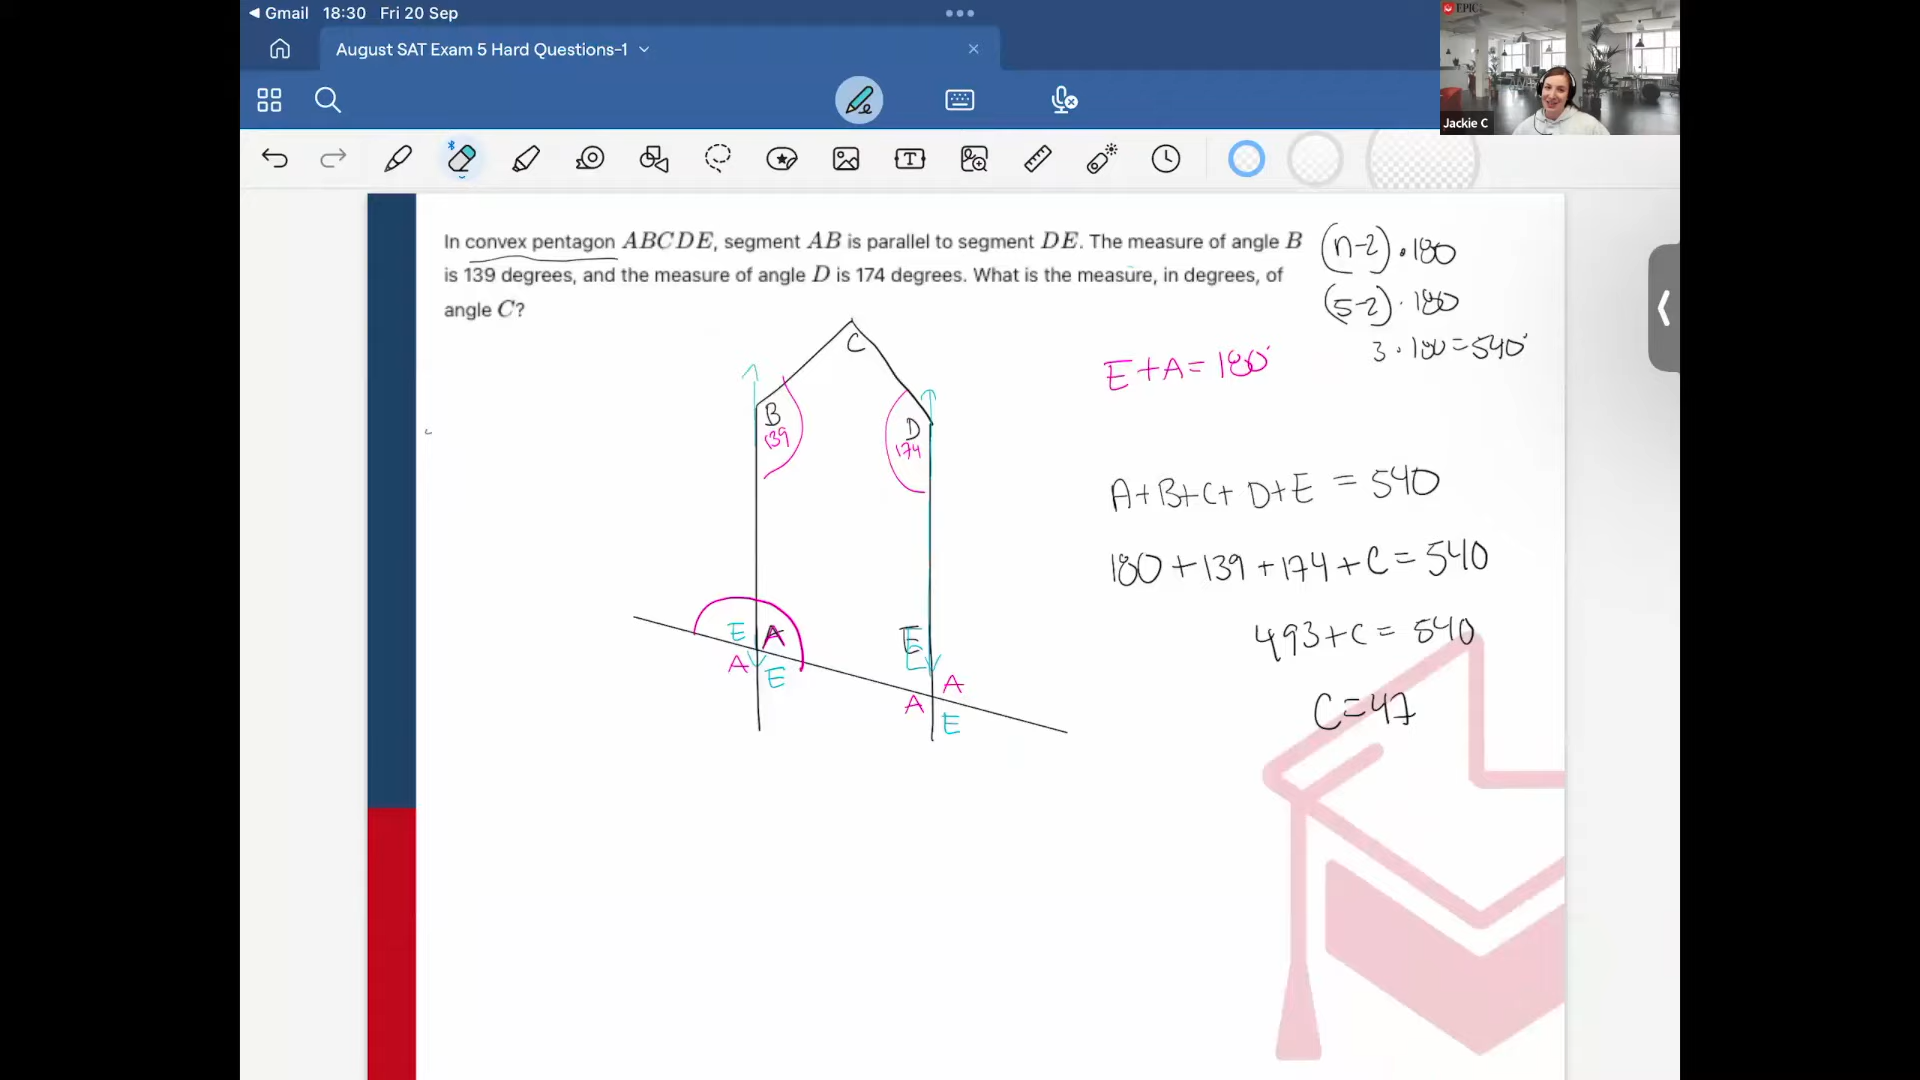 Gmail 18:30 Fri 20 Sep
EPIC
August SAT Exam 5 Hard Questions-1
Jackie C
In convex pentagon ABCDE, segment AB is parallel to segment DE. The measure of angle B
is 139 degrees, and the measure of angle D is 174 degrees. What is the measure, in degrees, of
angle C?
(n-2)·180
(5-2)·180
3·180=540°
E+A=180°
C
B
139
D
174
A+B+C+D+E = 540
180+139+174+C=540
493+C=540
C=47
E A
A E
E
E
A
A
E